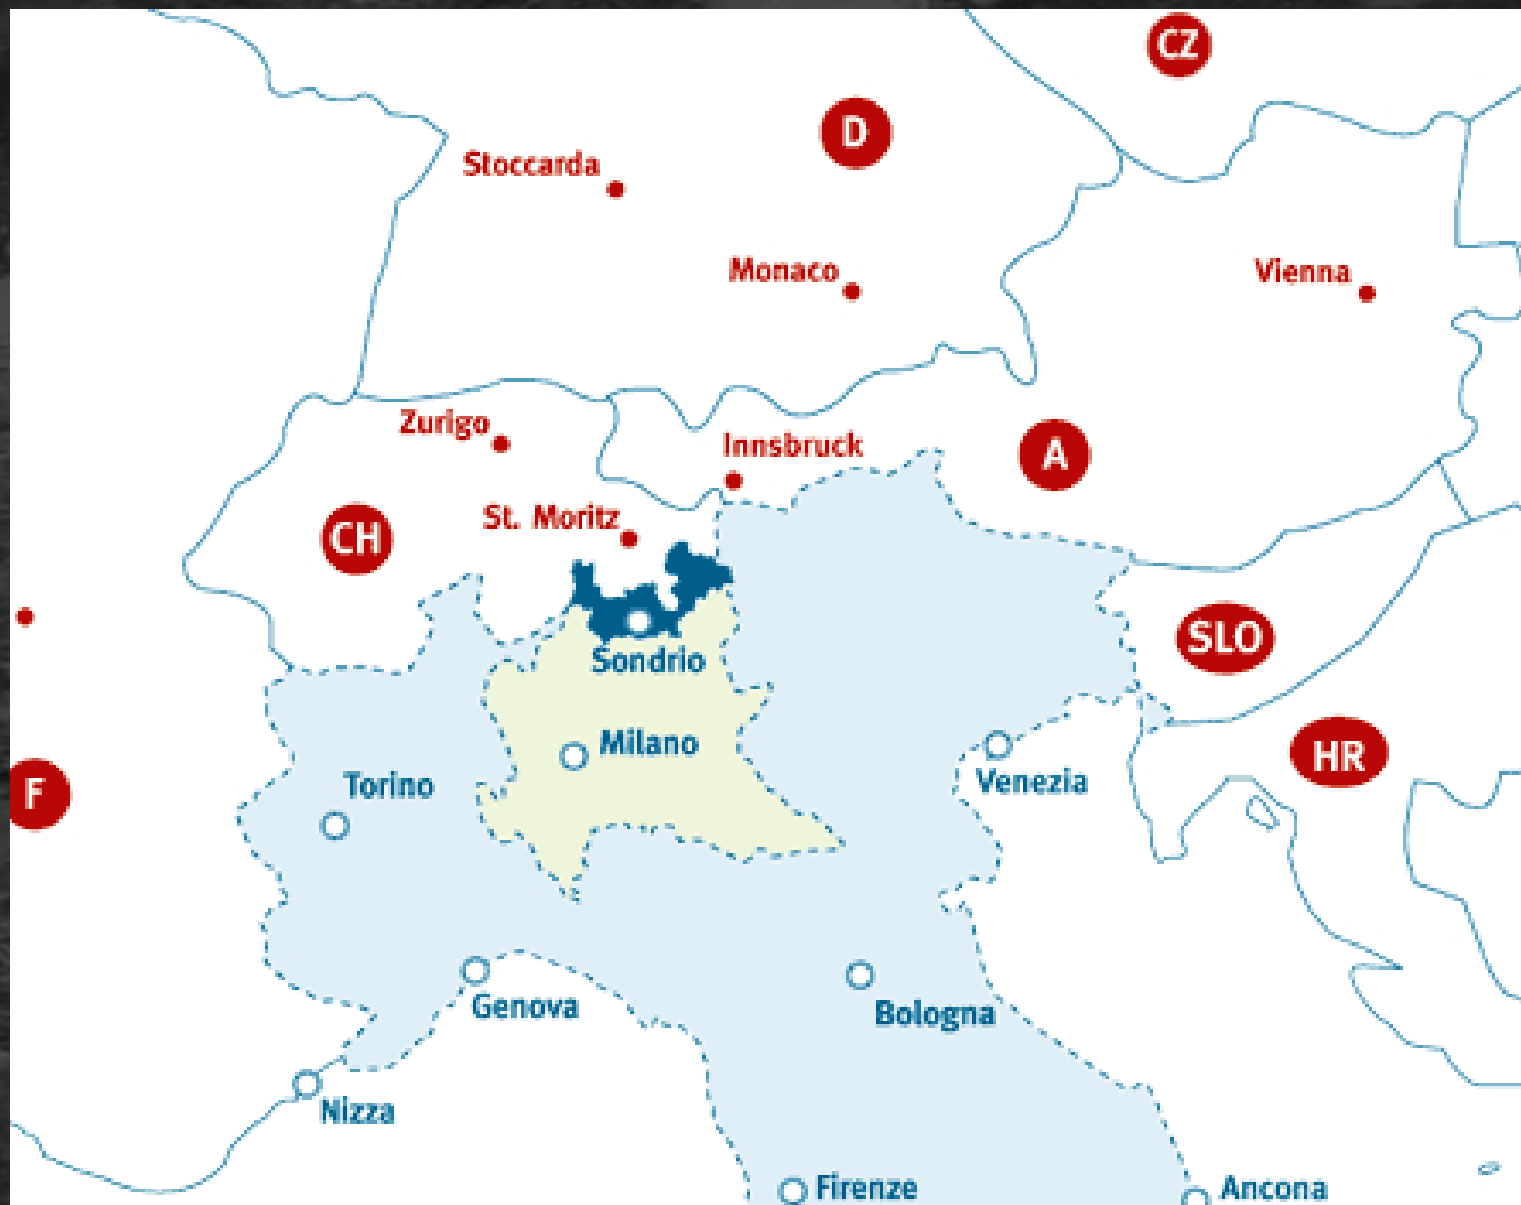 CZ
D
Stoccarda
Monaco
Vienna
Zurigo
Innsbruck
A
CH
St. Moritz
SLO
Sondrio
Milano
HR
F
Torino
Venezia
Genova
Bologna
Nizza
Firenze
Ancona